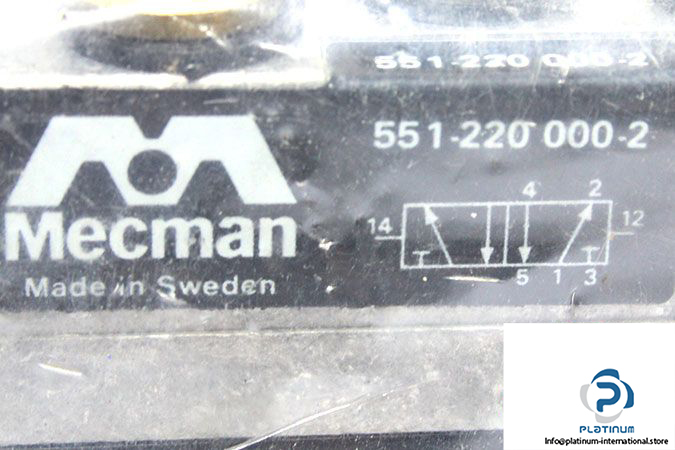 551-220 000-2
Mecman
Made in Sweden
551-220 000-2
14
4
2
12
5 1 3
PLATINUM
Info@platinum-international.store